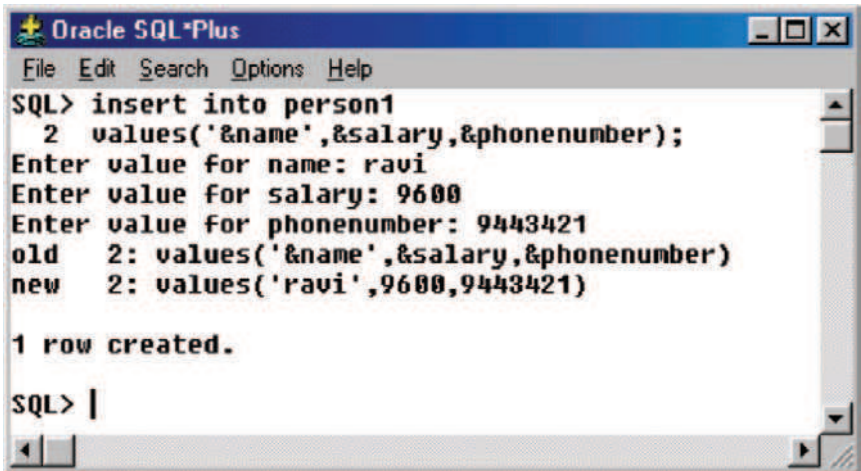 Oracle SQL*Plus
File Edit Search Options Help
SQL> insert into person1
  2  values('&name',&salary,&phonenumber);
Enter value for name: ravi
Enter value for salary: 9600
Enter value for phonenumber: 9443421
old   2: values('&name',&salary,&phonenumber)
new   2: values('ravi',9600,9443421)
1 row created.
SQL>